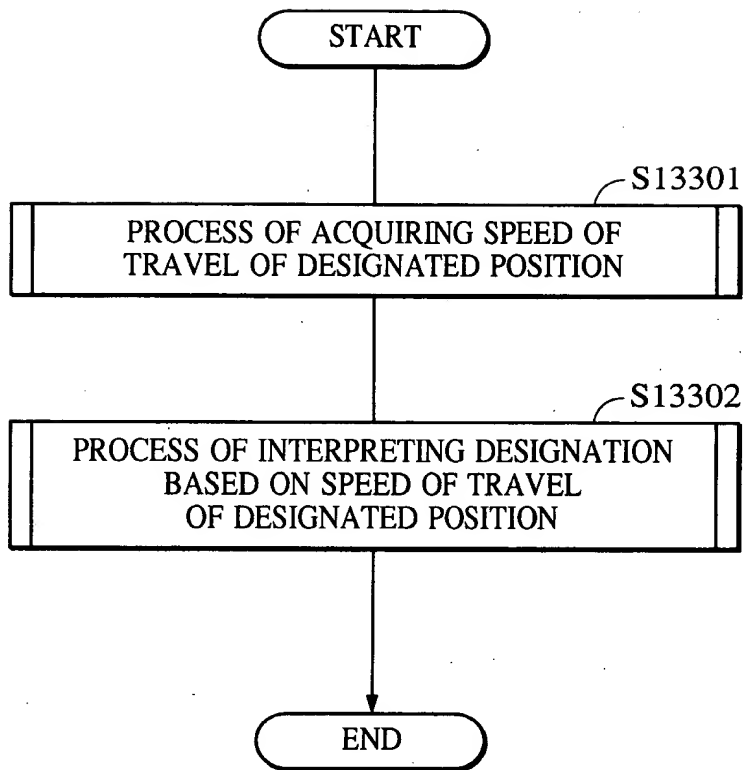 START
S13301
PROCESS OF ACQUIRING SPEED OF
TRAVEL OF DESIGNATED POSITION
S13302
PROCESS OF INTERPRETING DESIGNATION
BASED ON SPEED OF TRAVEL
OF DESIGNATED POSITION
END